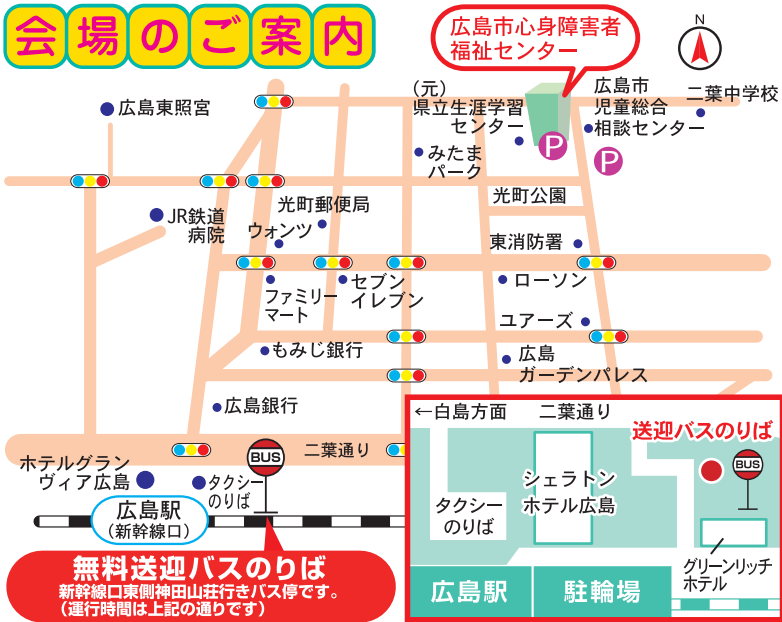 会場のご案内
広島市心身障害者
福祉センター
N
広島東照宮
(元)
県立生涯学習
センター
広島市
児童総合
相談センター
二葉中学校
P
P
みたま
パーク
光町公園
JR鉄道
病院
光町郵便局
ウォンツ
東消防署
ファミリー
マート
セブン
イレブン
ローソン
ユアーズ
もみじ銀行
広島
ガーデンパレス
広島銀行
二葉通り
ホテルグラン
ヴィア広島
タクシー
のりば
BUS
広島駅
(新幹線口)
無料送迎バスのりば
新幹線口東側神田山荘行きバス停です。
(運行時間は上記の通りです)
←白島方面
二葉通り
送迎バスのりば
BUS
シェラトン
ホテル広島
タクシー
のりば
グリーンリッチ
ホテル
広島駅
駐輪場